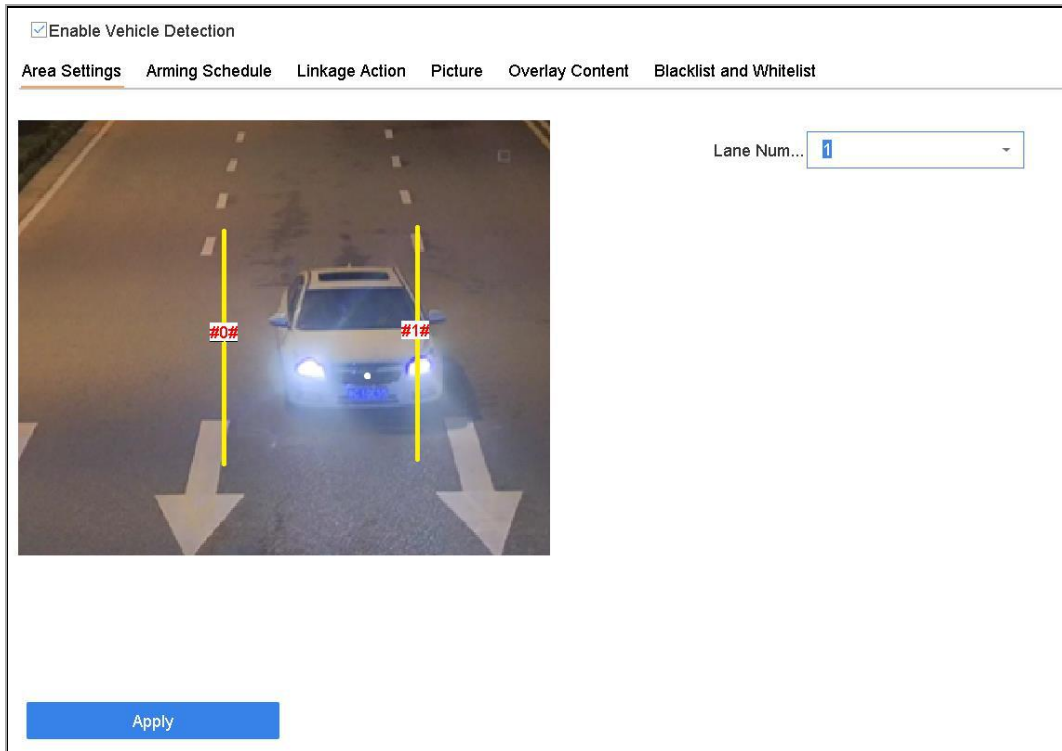 Enable Vehicle Detection
Area Settings Arming Schedule Linkage Action Picture Overlay Content Blacklist and Whitelist
Lane Num... 1
#0# #1#
Apply